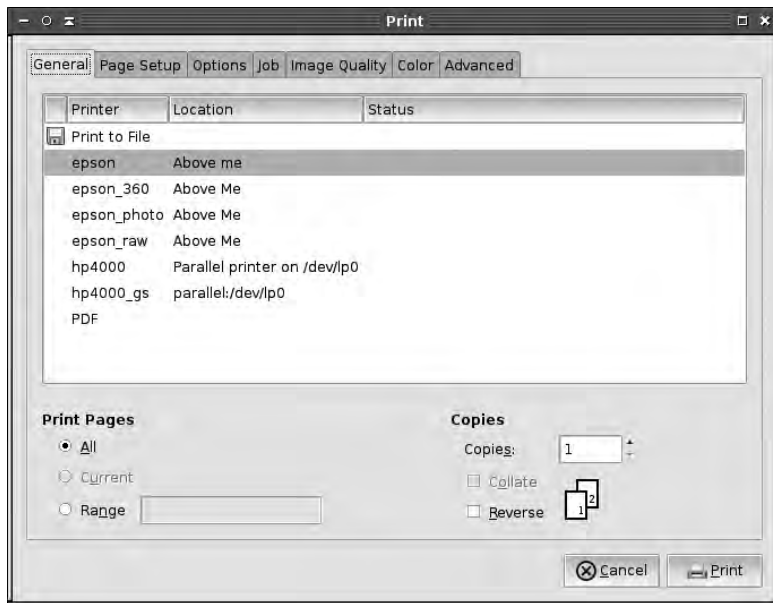 Print
General Page Setup Options Job Image Quality Color Advanced
Printer Location Status
Print to File
epson Above me
epson_360 Above Me
epson_photo Above Me
epson_raw Above Me
hp4000 Parallel printer on /dev/lp0
hp4000_gs parallel:/dev/lp0
PDF
Print Pages
All
Current
Range
Copies
Copies: 1
Collate
Reverse
1 2
Cancel Print